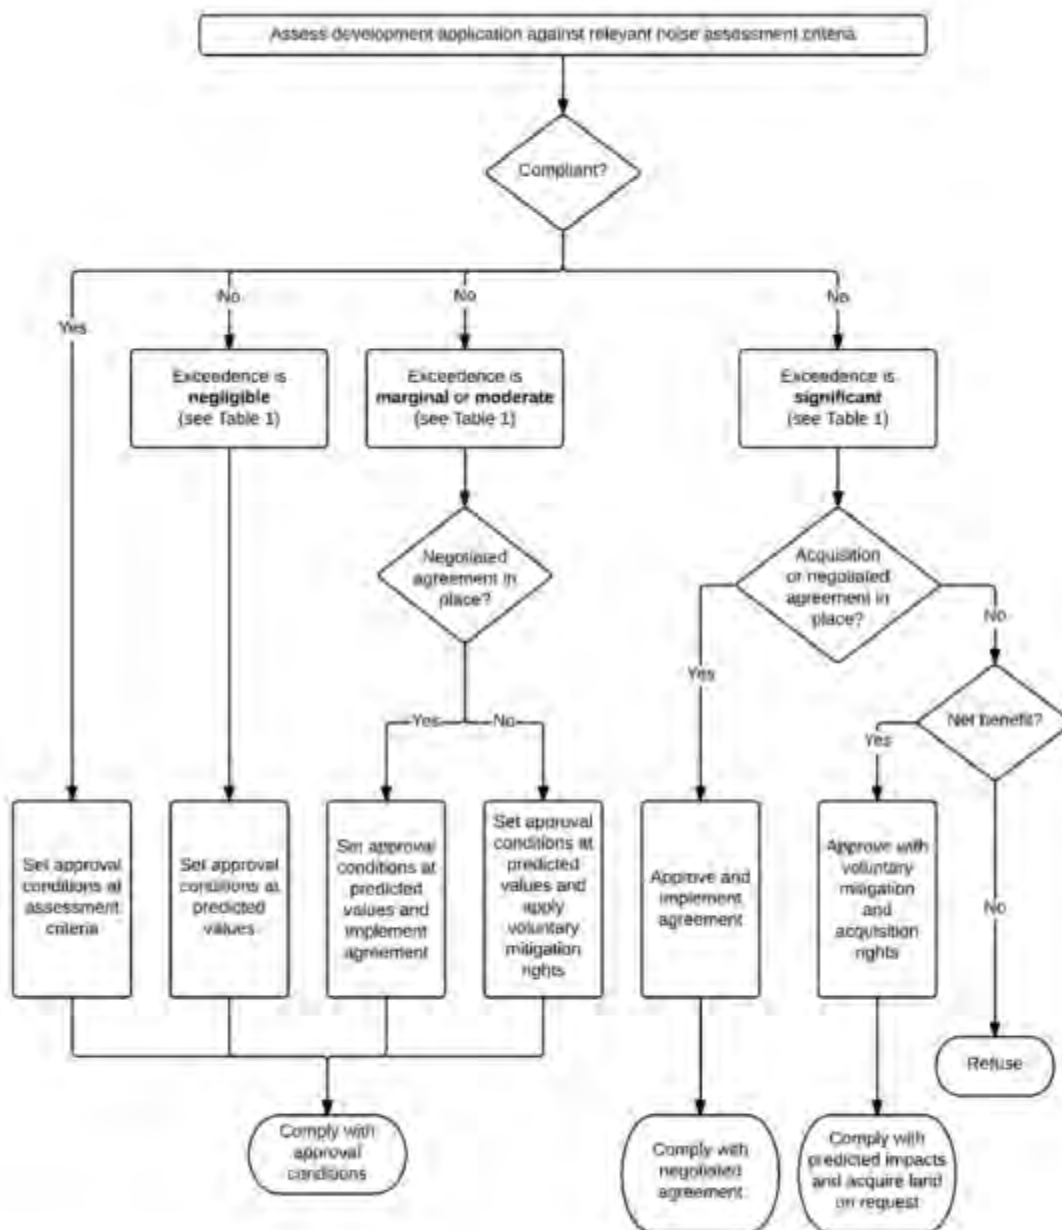 Assess development application against relevant noise assessment criteria
Compliant?
Yes
No
No
No
Exceedence is
negligible
(see Table 1)
Exceedence is
marginal or moderate
(see Table 1)
Exceedence is
significant
(see Table 1)
Negotiated
agreement in
place?
Acquisition
or negotiated
agreement in
place?
No
Yes
Net benefit?
Yes
No
Yes
No
Set approval
conditions at
assessment
criteria
Set approval
conditions at
predicted
values
Set approval
conditions at
predicted
values and
implement
agreement
Set approval
conditions at
predicted
values and
apply
voluntary
mitigation
rights
Approve and
implement
agreement
Approve with
voluntary
mitigation
and
acquisition
rights
No
Refuse
Comply with
approval
conditions
Comply with
negotiated
agreement
Comply with
predicted impacts
and acquire land
on request